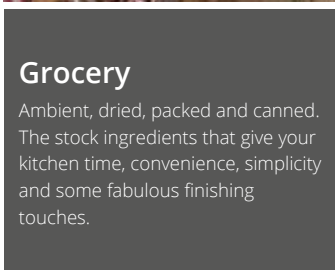 Grocery
Ambient, dried, packed and canned.
The stock ingredients that give your
kitchen time, convenience, simplicity
and some fabulous finishing
touches.